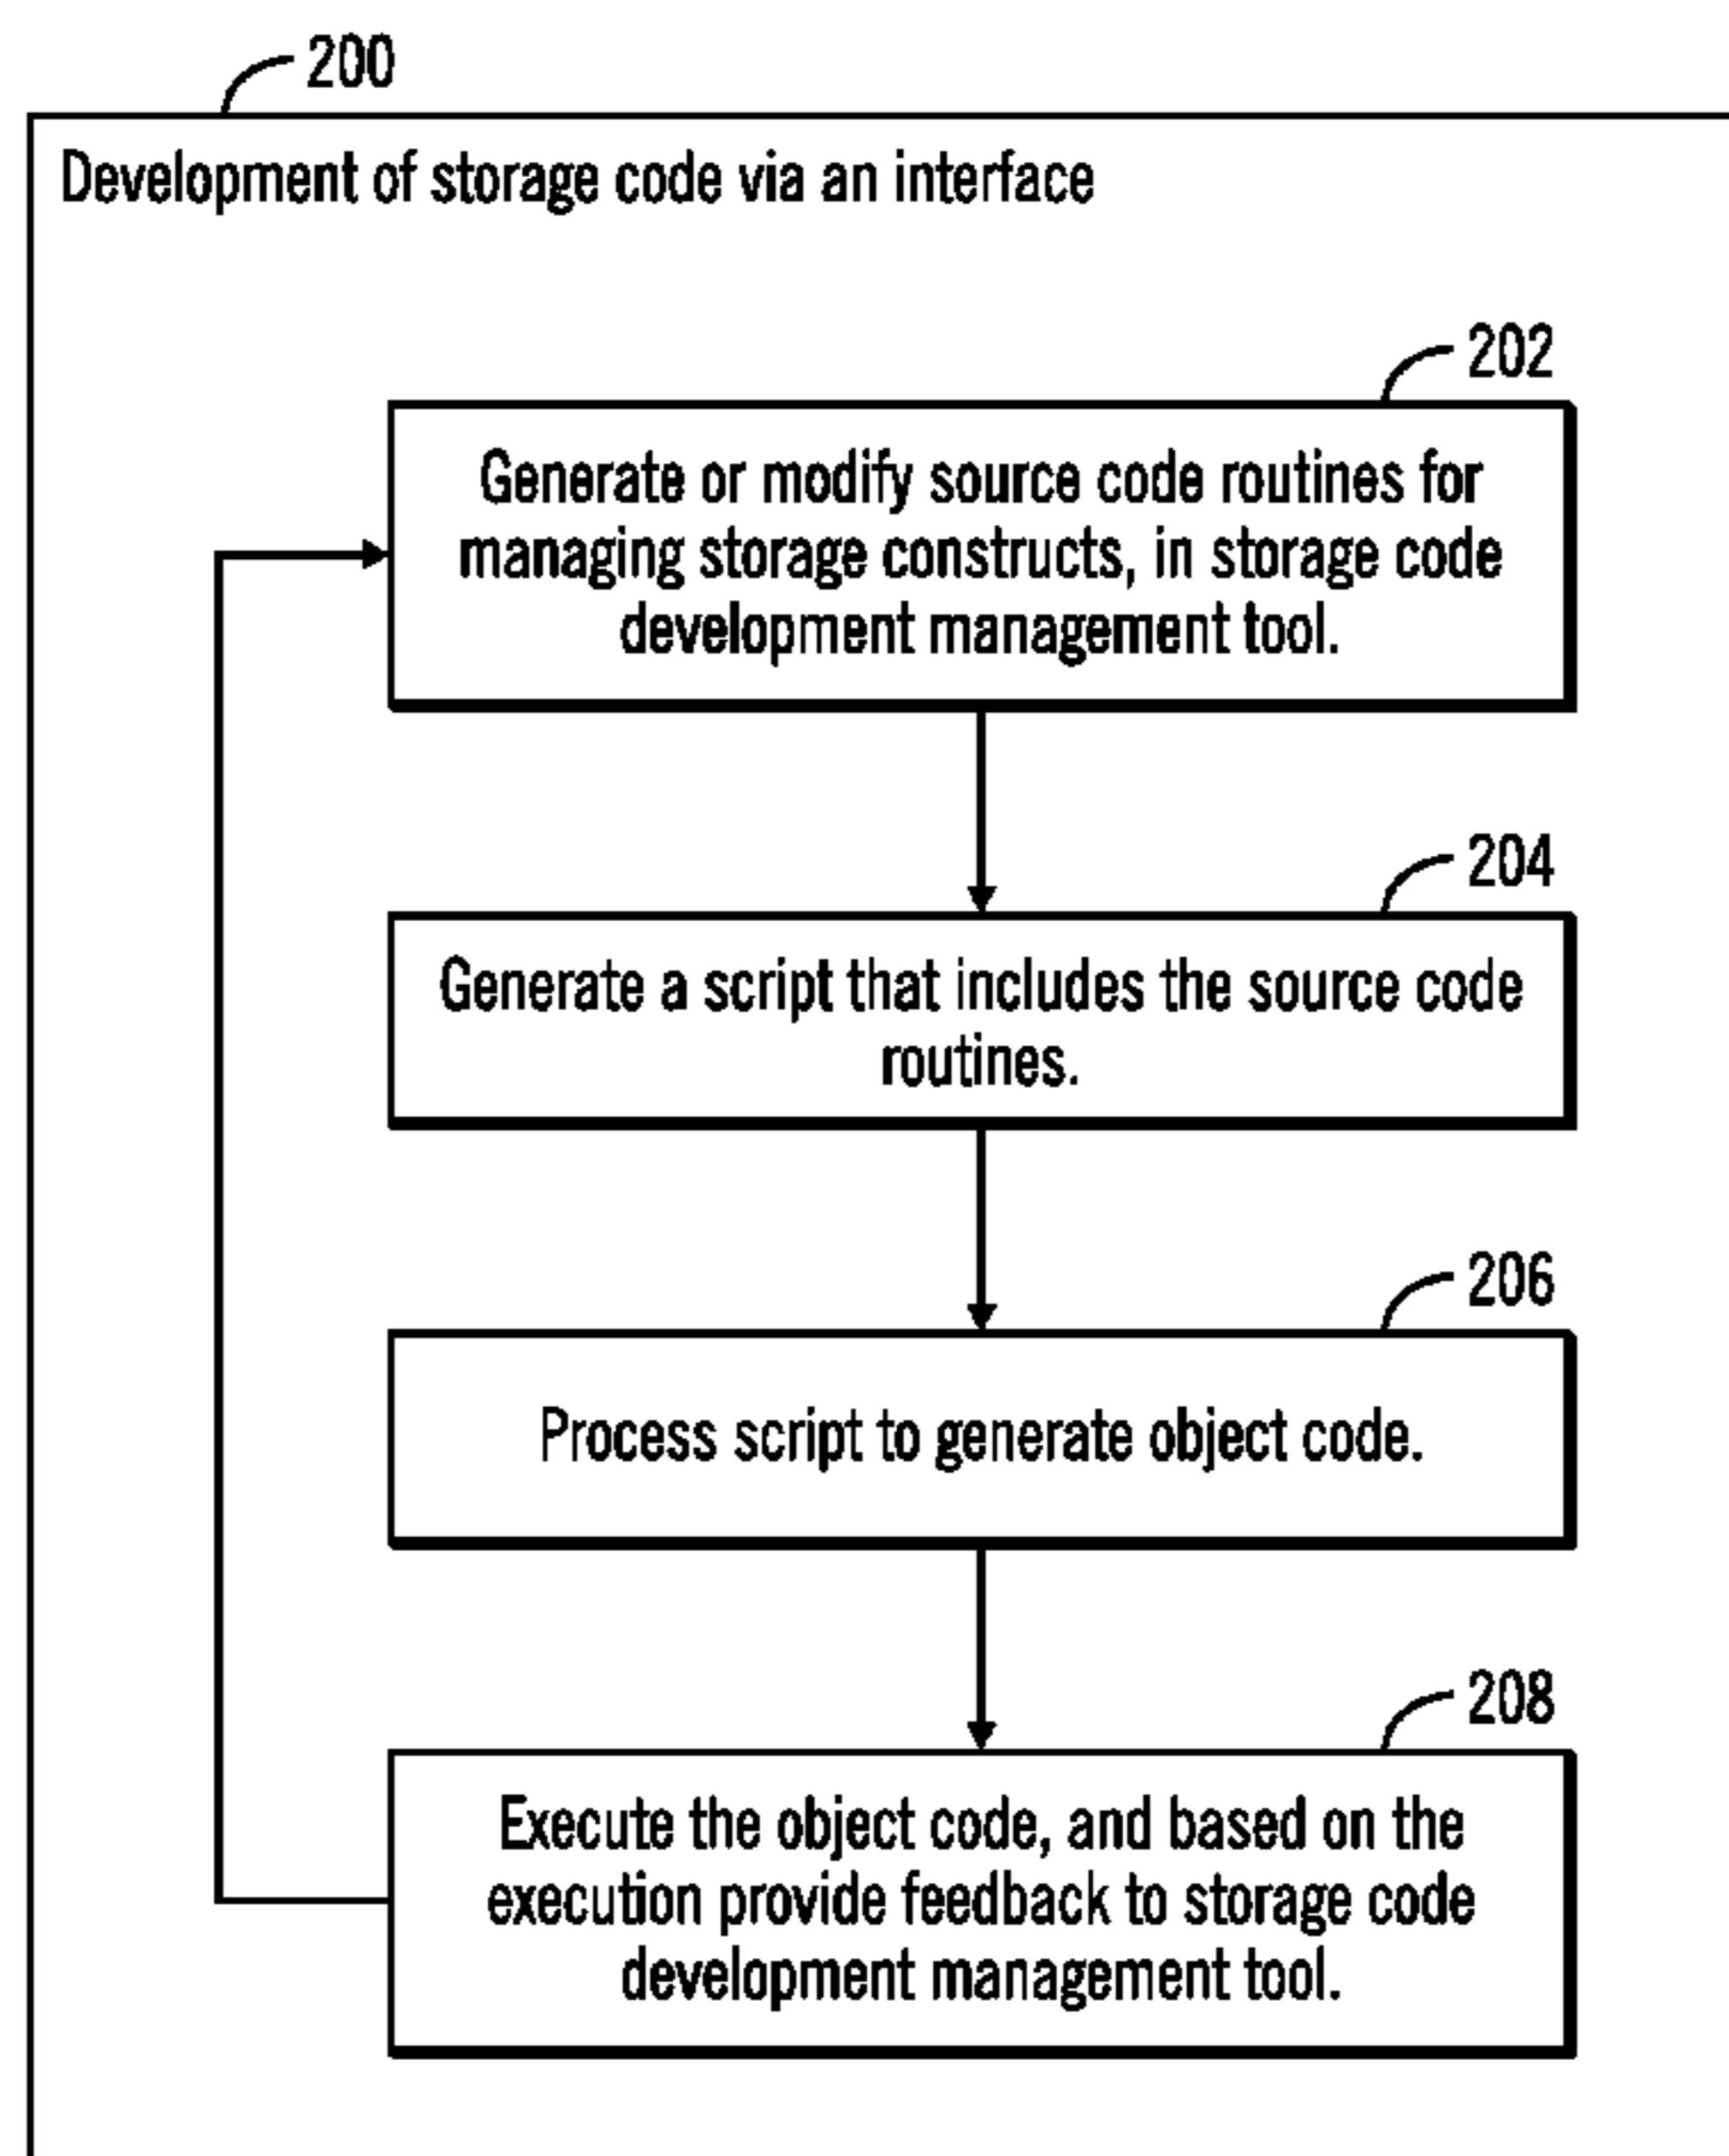 200
Development of storage code via an interface
202
Generate or modify source code routines for
managing storage constructs, in storage code
development management tool.
204
Generate a script that includes the source code
routines.
206
Process script to generate object code.
208
Execute the object code, and based on the
execution provide feedback to storage code
development management tool.